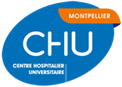 MONTPELLIER
CHU
CENTRE HOSPITALIER
UNIVERSITAIRE